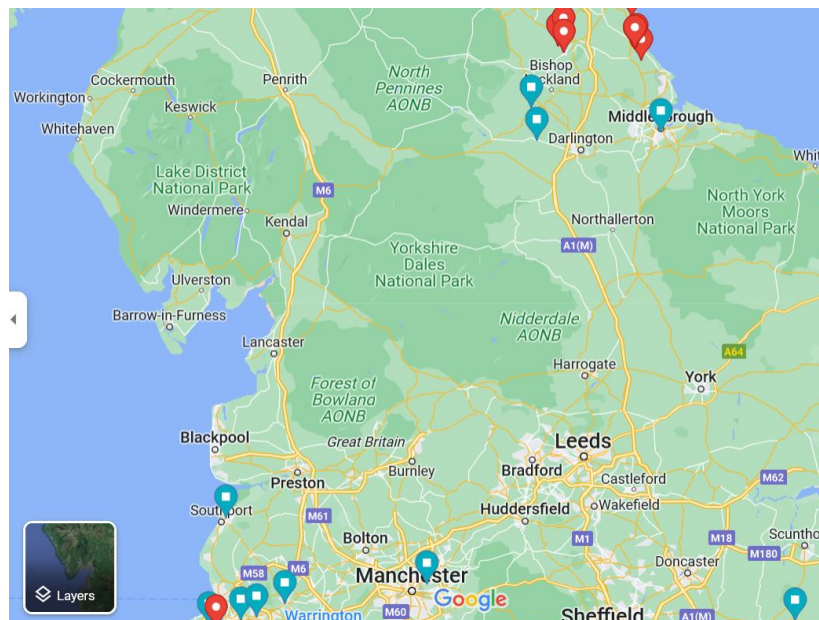 Bishop
Auckland
Cockermouth
Penrith
North
Pennines
AONB
Workington
Keswick
Middlesbrough
Whitehaven
Darlington
Whit
Lake District
National Park
M6
North York
Moors
National Park
Windermere
Kendal
Northallerton
A1(M)
Yorkshire
Dales
National Park
Ulverston
Barrow-in-Furness
Nidderdale
AONB
Lancaster
A64
Harrogate
York
Forest of
Bowland
AONB
Blackpool
Great Britain
Leeds
Burnley
Bradford
Preston
Castleford
M62
Southport
M61
Huddersfield
Wakefield
Bolton
M1
M18
Scuntho
M180
M58
M6
Manchester
Doncaster
Layers
Google
Warrington
M60
Sheffield
A1(M)